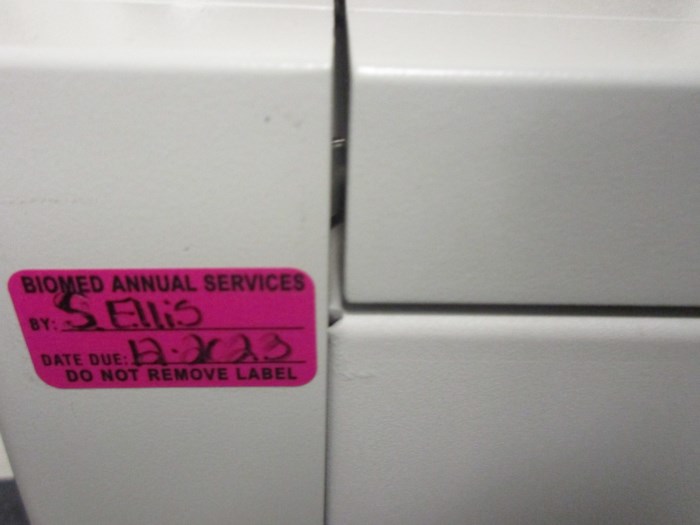 BIOMED ANNUAL SERVICES
BY: S. Ellis
DATE DUE: 12-2023
DO NOT REMOVE LABEL